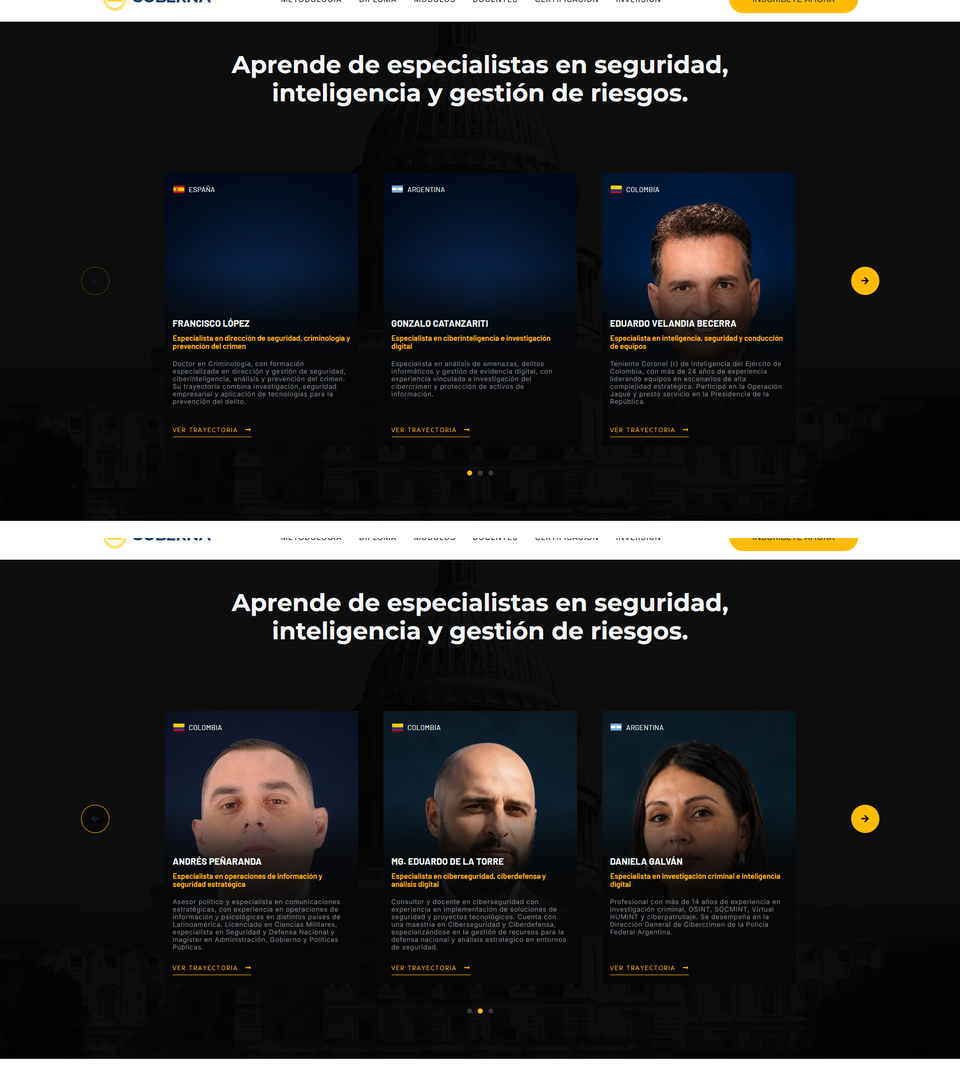 GOBERNA
METODOLOGÍA DIPLOMA MÓDULOS DOCENTES CERTIFICACIÓN INVERSIÓN
INSCRÍBETE AHORA
Aprende de especialistas en seguridad,
inteligencia y gestión de riesgos.
ESPAÑA
FRANCISCO LÓPEZ
Especialista en dirección de seguridad, criminología y
prevención del crimen
Doctor en Criminología, con formación
especializada en dirección y gestión de seguridad,
ciberinteligencia, análisis y prevención del crimen.
Su trayectoria combina investigación, seguridad
empresarial y aplicación de tecnologías para la
prevención del delito.
VER TRAYECTORIA →
ARGENTINA
GONZALO CATANZARITI
Especialista en ciberinteligencia e investigación
digital
Especialista en análisis de amenazas, delitos
informáticos y gestión de evidencia digital, con
experiencia vinculada a investigación del
cibercrimen y protección de activos de
información.
VER TRAYECTORIA →
COLOMBIA
EDUARDO VELANDIA BECERRA
Especialista en inteligencia, seguridad y conducción
de equipos
Teniente Coronel (r) de Inteligencia del Ejército de
Colombia, con más de 24 años de experiencia
liderando equipos en escenarios de alta
complejidad estratégica. Participó en la Operación
Jaque y prestó servicio en la Presidencia de la
República.
VER TRAYECTORIA →
GOBERNA
METODOLOGÍA DIPLOMA MÓDULOS DOCENTES CERTIFICACIÓN INVERSIÓN
INSCRÍBETE AHORA
Aprende de especialistas en seguridad,
inteligencia y gestión de riesgos.
COLOMBIA
ANDRÉS PEÑARANDA
Especialista en operaciones de información y
seguridad estratégica
Asesor político y especialista en comunicaciones
estratégicas, con experiencia en operaciones de
información y psicológicas en distintos países de
Latinoamérica. Licenciado en Ciencias Militares,
especialista en Seguridad y Defensa Nacional y
magíster en Administración, Gobierno y Políticas
Públicas.
VER TRAYECTORIA →
COLOMBIA
MG. EDUARDO DE LA TORRE
Especialista en ciberseguridad, ciberdefensa y
análisis digital
Consultor y docente en ciberseguridad con
experiencia en implementación de soluciones de
seguridad y proyectos tecnológicos. Cuenta con
una maestría en Ciberseguridad y Ciberdefensa,
especializándose en la gestión de recursos para la
defensa nacional y análisis estratégico en entornos
de seguridad.
VER TRAYECTORIA →
ARGENTINA
DANIELA GALVÁN
Especialista en investigación criminal e inteligencia
digital
Profesional con más de 14 años de experiencia en
investigación criminal, OSINT, SOCMINT, Virtual
HUMINT y ciberpatrullaje. Se desempeña en la
Dirección General de Cibercrimen de la Policía
Federal Argentina.
VER TRAYECTORIA →